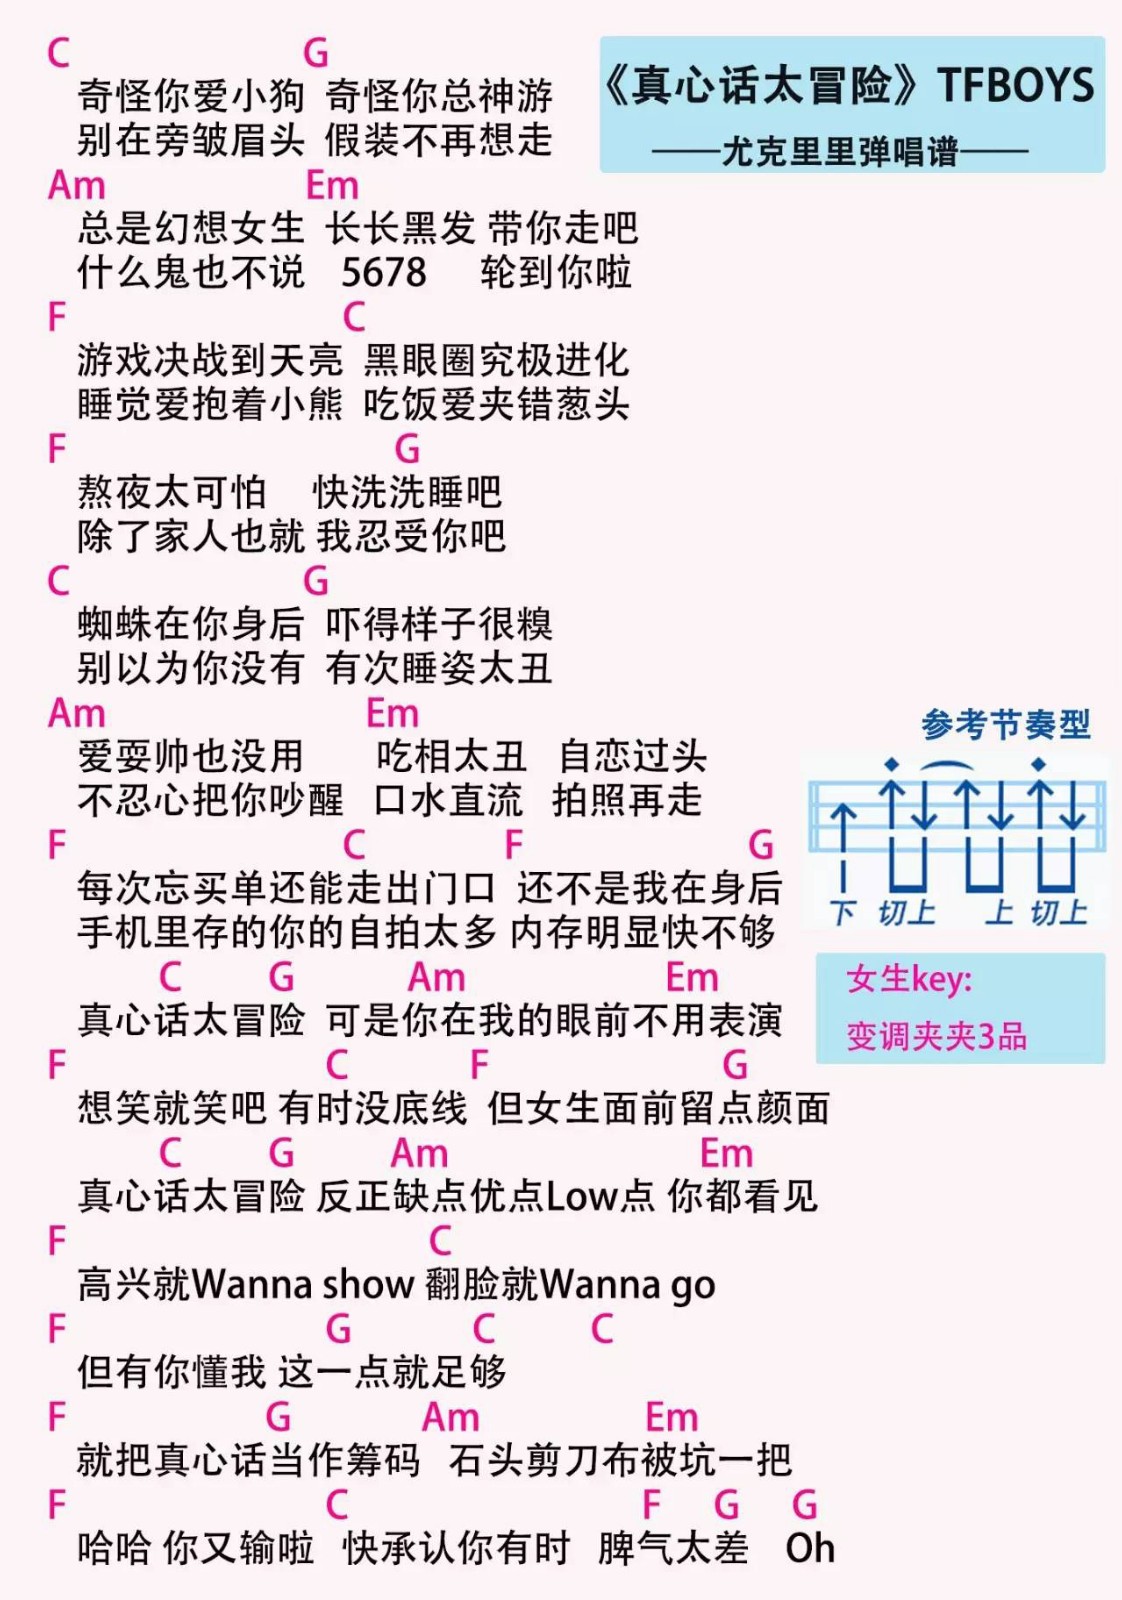 《真心话太冒险》TFBOYS
——尤克里里弹唱谱——
C G
奇怪你爱小狗 奇怪你总神游
别在旁皱眉头 假装不再想走
Am Em
总是幻想女生 长长黑发 带你走吧
什么鬼也不说 5678 轮到你啦
F C
游戏决战到天亮 黑眼圈究极进化
睡觉爱抱着小熊 吃饭爱夹错葱头
F G
熬夜太可怕 快洗洗睡吧
除了家人也就 我忍受你吧
C G
蜘蛛在你身后 吓得样子很糗
别以为你没有 有次睡姿太丑
Am Em
爱耍帅也没用 吃相太丑 自恋过头
不忍心把你吵醒 口水直流 拍照再走
F C F G
每次忘买单还能走出门口 还不是我在身后
手机里存的你的自拍太多 内存明显快不够
C G Am Em
真心话太冒险 可是你在我的眼前不用表演
F C F G
想笑就笑吧 有时没底线 但女生面前留点颜面
C G Am Em
真心话太冒险 反正缺点优点Low点 你都看见
F C
高兴就Wanna show 翻脸就Wanna go
F G C C
但有你懂我 这一点就足够
F G Am Em
就把真心话当作筹码 石头剪刀布被坑一把
F C F G G
哈哈 你又输啦 快承认你有时 脾气太差 Oh
参考节奏型
下 切上 上 切上
女生key:
变调夹夹3品